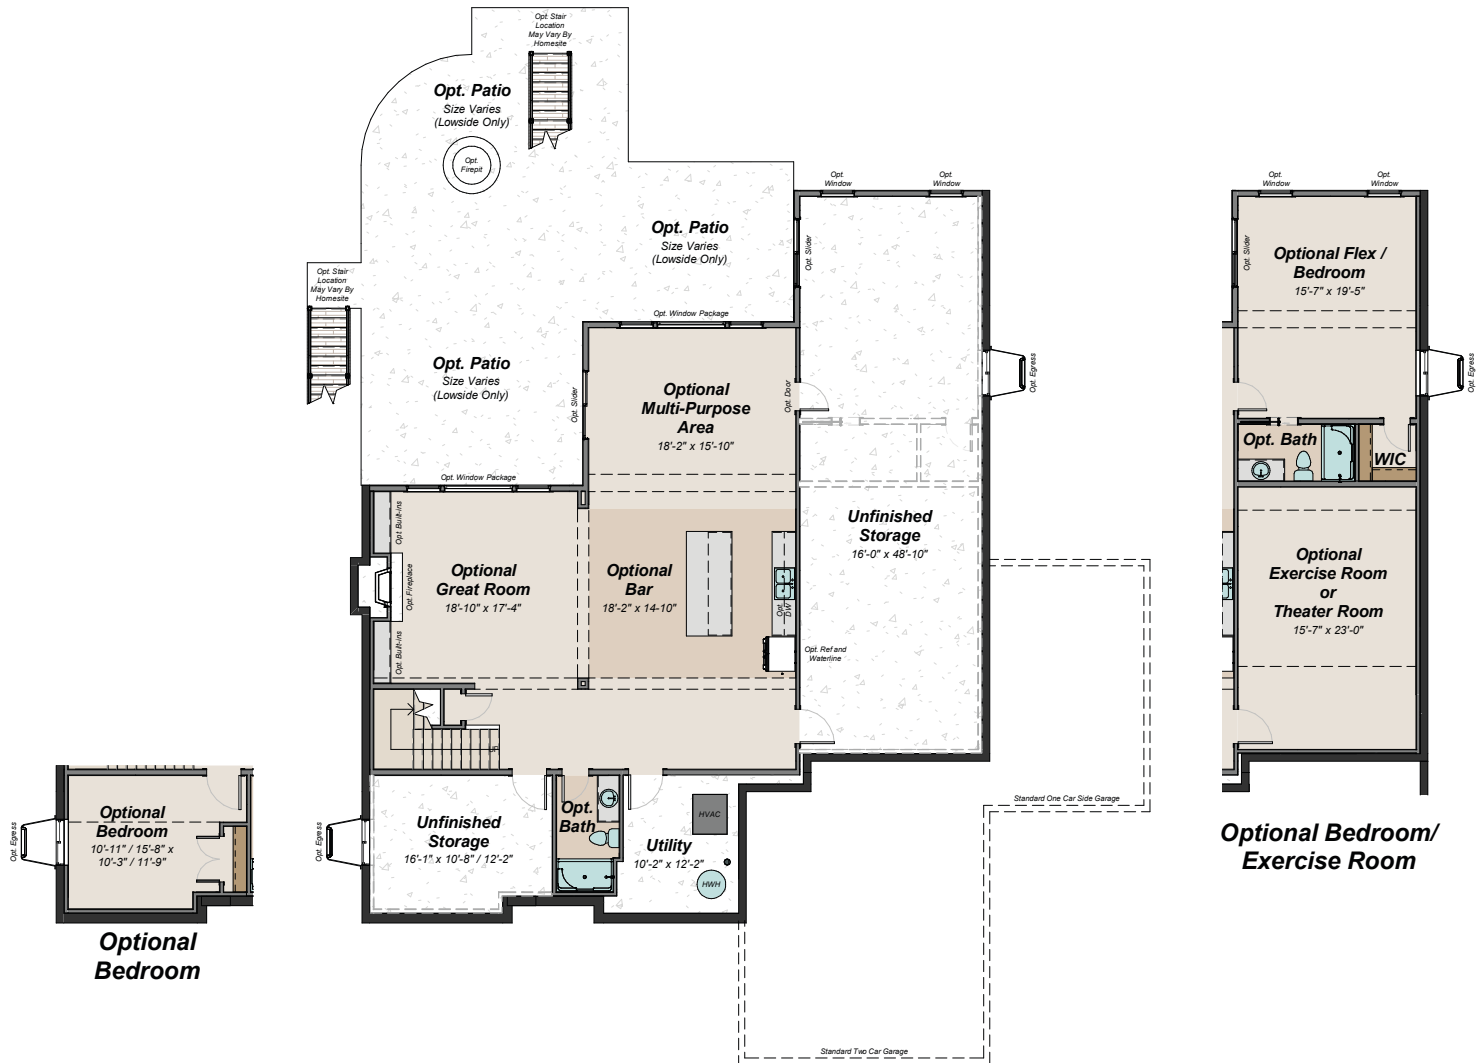 Opt. Stair
Location
May Vary By
Homesite
Opt. Patio
Size Varies
(Lowside Only)
Opt.
Firepit
Opt. Patio
Size Varies
(Lowside Only)
Opt. Stair
Location
May Vary By
Homesite
Opt. Patio
Size Varies
(Lowside Only)
Opt.
Window
Opt.
Window
Opt. Slider
Opt. Window Package
Opt. Slider
Optional
Multi-Purpose
Area
18'-2" x 15'-10"
Opt. Door
Opt. Egress
Opt. Window Package
Opt. Built-ins
Opt. Fireplace
Opt. Built-ins
Optional
Great Room
18'-10" x 17'-4"
Optional
Bar
18'-2" x 14'-10"
Opt.
DW
Opt. Ref and
Waterline
Unfinished
Storage
16'-0" x 48'-10"
UP
Opt. Egress
Unfinished
Storage
16'-1" x 10'-8" / 12'-2"
Opt.
Bath
Utility
10'-2" x 12'-2"
HVAC
HWH
Standard One Car Side Garage
Standard Two Car Garage
Opt. Egress
Optional
Bedroom
10'-11" / 15'-8" x
10'-3" / 11'-9"
Optional
Bedroom
Opt.
Window
Opt.
Window
Opt. Slider
Optional Flex /
Bedroom
15'-7" x 19'-5"
Opt. Egress
Opt. Bath
WIC
Optional
Exercise Room
or
Theater Room
15'-7" x 23'-0"
Optional Bedroom/
Exercise Room